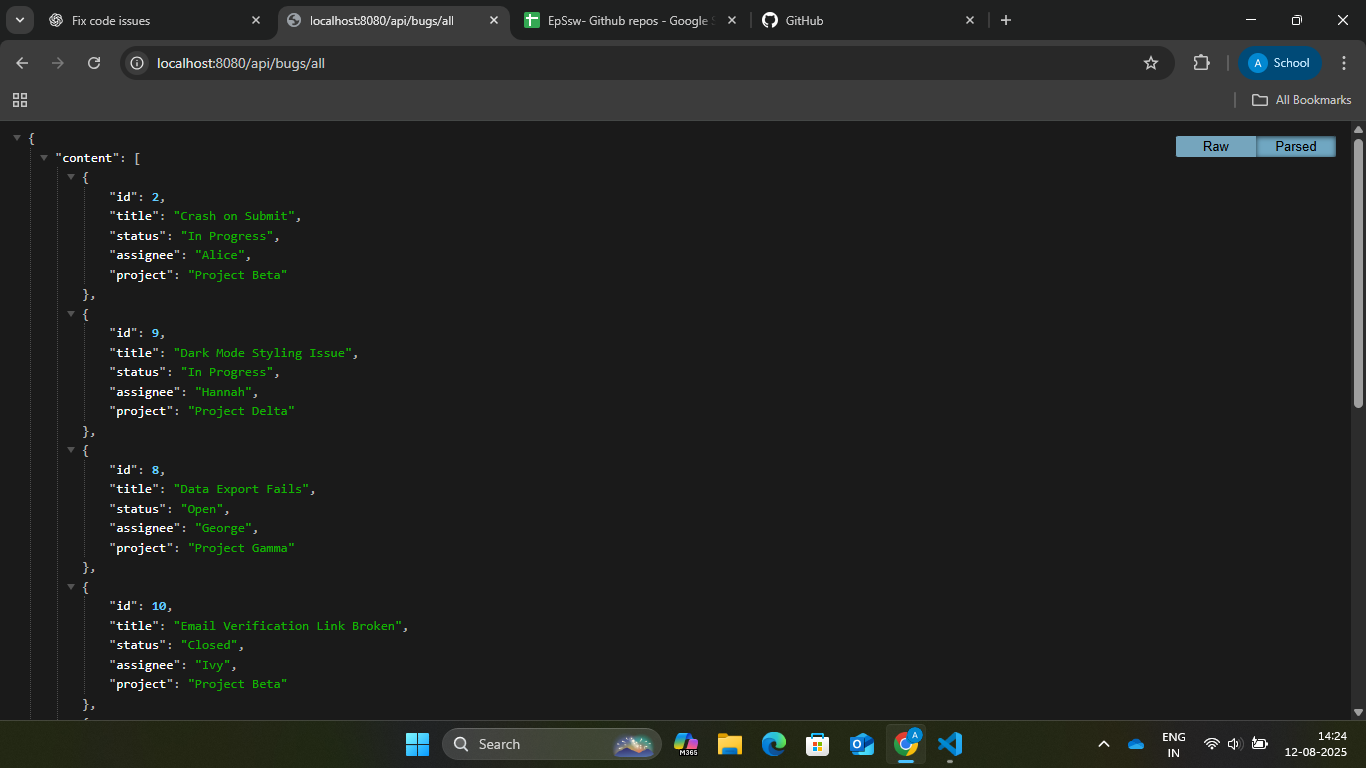 Fix code issues
localhost:8080/api/bugs/all
EpSsw- Github repos - Google
GitHub
localhost:8080/api/bugs/all
A School
All Bookmarks
Raw Parsed
{
"content": [
{
"id": 2,
"title": "Crash on Submit",
"status": "In Progress",
"assignee": "Alice",
"project": "Project Beta"
},
{
"id": 9,
"title": "Dark Mode Styling Issue",
"status": "In Progress",
"assignee": "Hannah",
"project": "Project Delta"
},
{
"id": 8,
"title": "Data Export Fails",
"status": "Open",
"assignee": "George",
"project": "Project Gamma"
},
{
"id": 10,
"title": "Email Verification Link Broken",
"status": "Closed",
"assignee": "Ivy",
"project": "Project Beta"
},
Search
M365
A
ENG
IN
14:24
12-08-2025